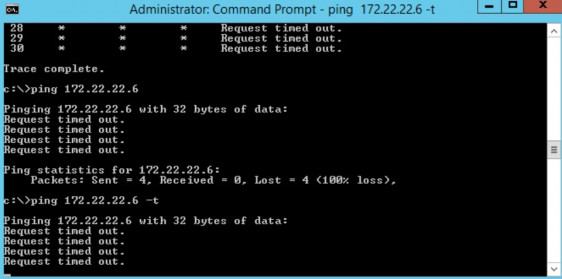 Administrator: Command Prompt - ping 172.22.22.6 -t
28 * * * Request timed out.
29 * * * Request timed out.
30 * * * Request timed out.
Trace complete.
c:\>ping 172.22.22.6
Pinging 172.22.22.6 with 32 bytes of data:
Request timed out.
Request timed out.
Request timed out.
Request timed out.
Ping statistics for 172.22.22.6:
Packets: Sent = 4, Received = 0, Lost = 4 (100% loss),
c:\>ping 172.22.22.6 -t
Pinging 172.22.22.6 with 32 bytes of data:
Request timed out.
Request timed out.
Request timed out.
Request timed out.